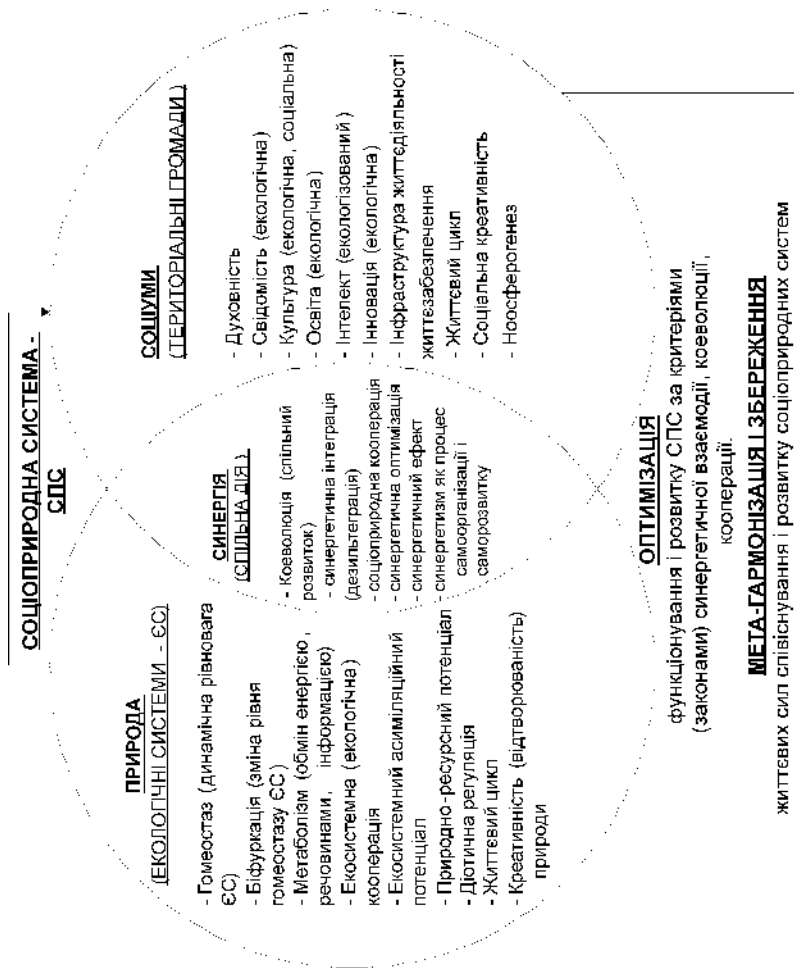 СОЦІОПРИРОДНА СИСТЕМА -
СПС
ПРИРОДА
(ЕКОЛОГІЧНІ СИСТЕМИ - ЄС)
- Гомеостаз (динамічна рівновага
ЄС)
- Біфуркація (зміна рівня
гомеостазу ЄС)
- Метаболізм (обмін енергією,
речовинами, інформацією)
- Екосистемна (екологічна)
кооперація
- Екосистемний асиміляційний
потенціал
- Природно-ресурсний потенціал
- Діотична регуляція
- Життєвий цикл
- Креативність (відтворюваність)
природи
СИНЕРГІЯ
(СПІЛЬНА ДІЯ)
- Коеволюція (спільний
розвиток)
- синергетична інтеграція
(дезильтеграція)
- соціоприродна кооперація
- синергетична оптимізація
- синергетичний ефект
- синергетизм як процес
самоорганізації і
саморозвитку
СОЦІУМИ
(ТЕРИТОРІАЛЬНІ ГРОМАДИ)
- Духовність
- Свідомість (екологічна)
- Культура (екологічна, соціальна)
- Освіта (екологічна)
- Інтелект (екологізований)
- Інновація (екологічна)
- Інфраструктура життєдіяльності
життєзабезпечення
- Життєвий цикл
- Соціальна креативність
- Ноосферогенез
ОПТИМІЗАЦІЯ
функціонування і розвитку СПС за критеріями
(законами) синергетичної взаємодії, коеволюції,
кооперації.
МЕТА-ГАРМОНІЗАЦІЯ І ЗБЕРЕЖЕННЯ
життєвих сил співіснування і розвитку соціоприродних систем